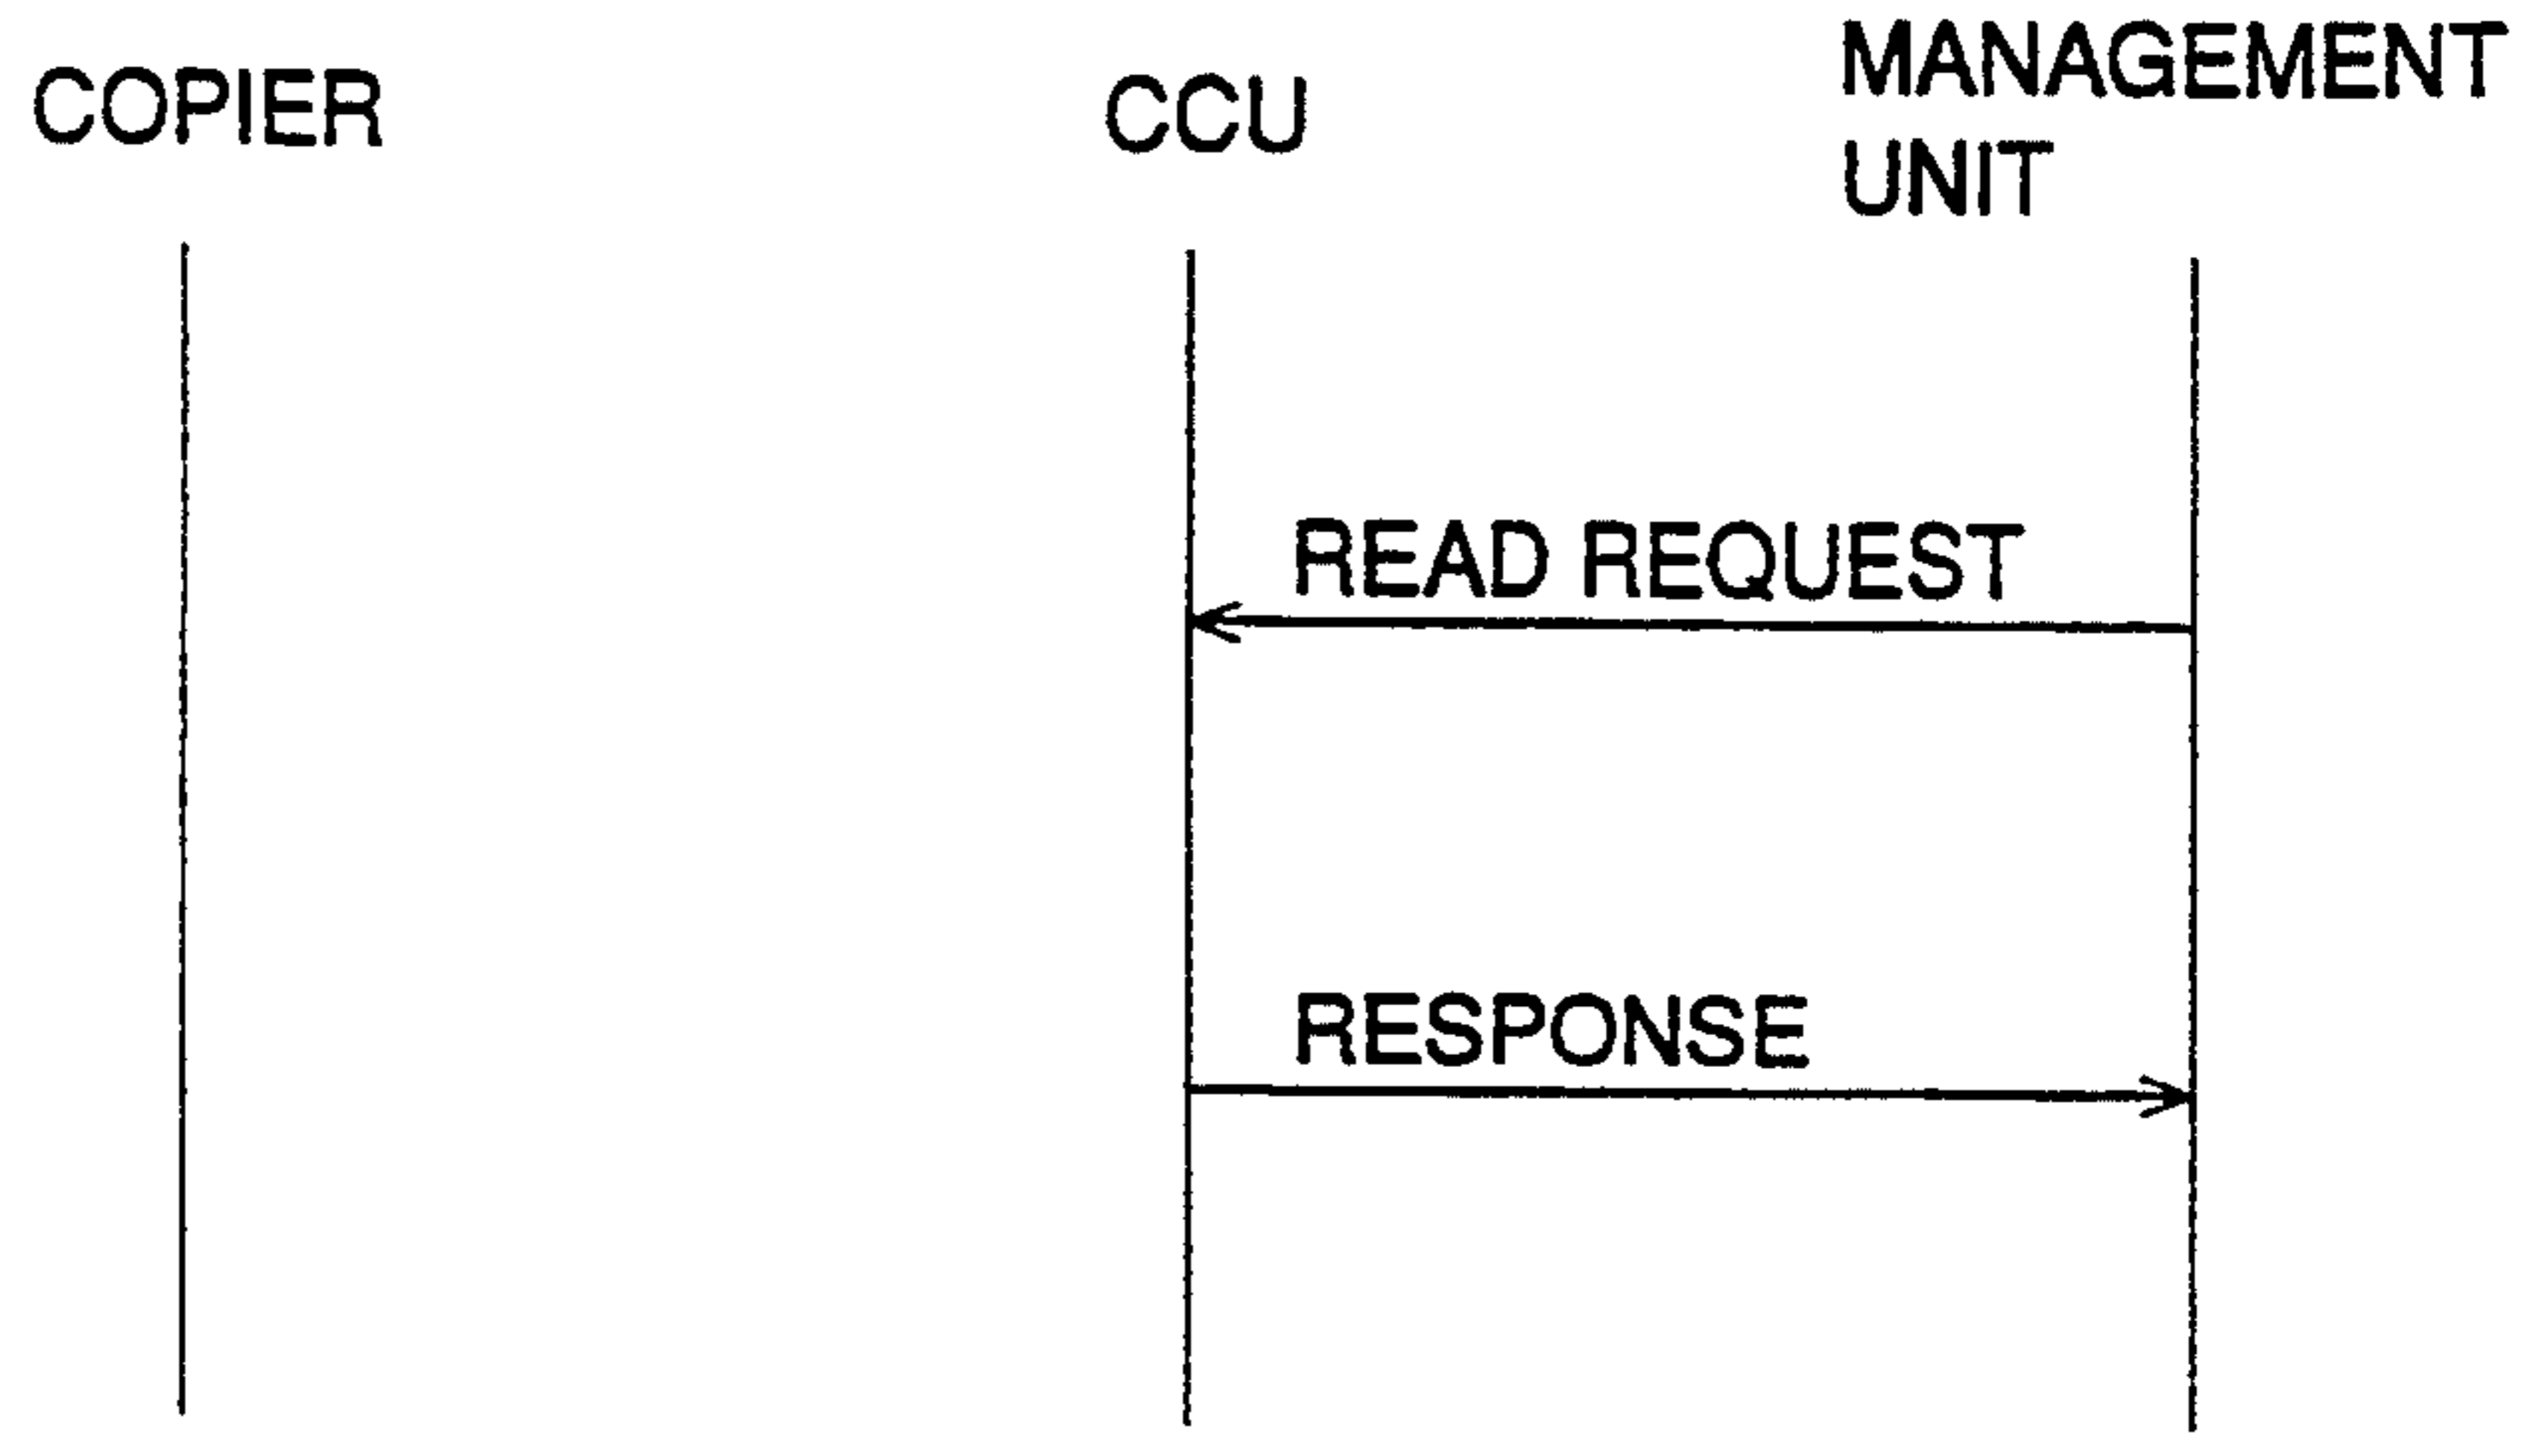 COPIER
CCU
MANAGEMENT
UNIT
READ REQUEST
RESPONSE